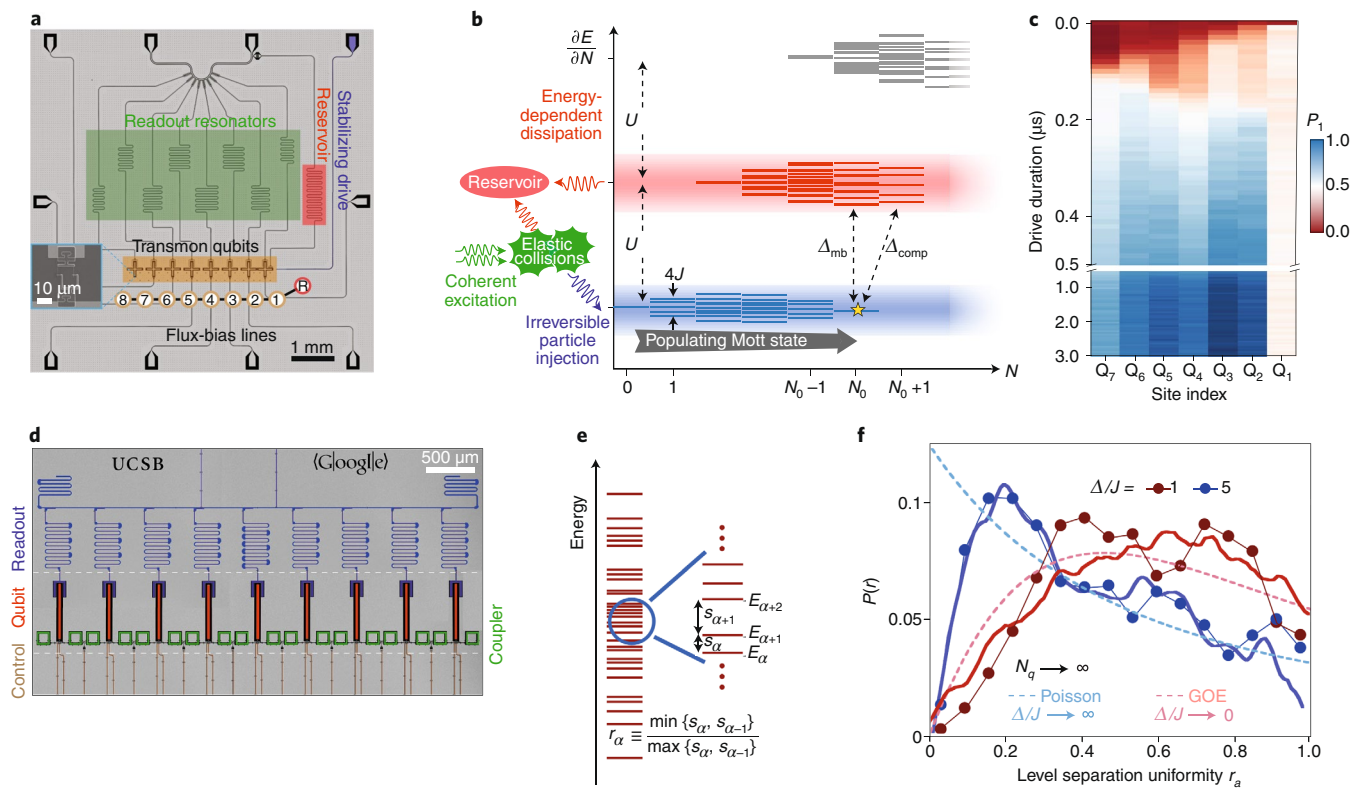 a
Readout resonators
Reservoir
Stabilizing drive
Transmon qubits
10 μm
8 7 6 5 4 3 2 1 R
Flux-bias lines
1 mm
b
∂E
∂N
Energy-
dependent
dissipation
U
Reservoir
U
Elastic
collisions
Coherent
excitation
4J
Δmb
Δcomp
Irreversible
particle
injection
Populating Mott state
N
0 1 N0 –1 N0 N0 +1
c
0.0
0.2
0.4
0.5
1.0
2.0
3.0
Drive duration (μs)
P1
1.0
0.5
0.0
Q7 Q6 Q5 Q4 Q3 Q2 Q1
Site index
d
UCSB
⟨G|oogl|e⟩
500 μm
Readout
Qubit
Control
Coupler
e
Energy
sα+1
sα
Eα+2
Eα+1
Eα
rα ≡ min {sα, sα–1}
max {sα, sα–1}
f
P(r)
0.1
0.05
0
Δ/J = 1 5
Nq → ∞
Poisson
Δ/J → ∞
GOE
Δ/J → 0
0 0.2 0.4 0.6 0.8 1.0
Level separation uniformity ra